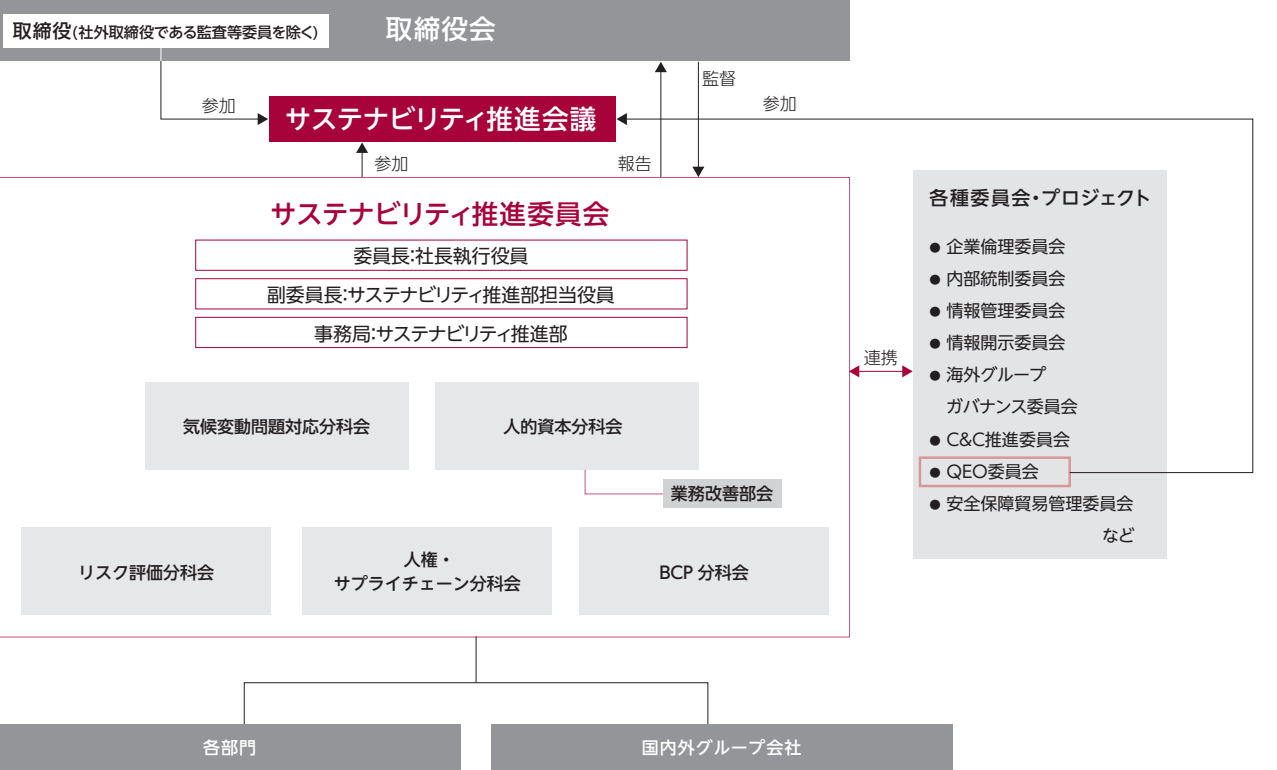 取締役(社外取締役である監査等委員を除く)
取締役会
監督
参加
参加
サステナビリティ推進会議
参加
報告
サステナビリティ推進委員会
委員長:社長執行役員
副委員長:サステナビリティ推進部担当役員
事務局:サステナビリティ推進部
気候変動問題対応分科会
人的資本分科会
業務改善部会
リスク評価分科会
人権・
サプライチェーン分科会
BCP 分科会
連携
各種委員会・プロジェクト
● 企業倫理委員会
● 内部統制委員会
● 情報管理委員会
● 情報開示委員会
● 海外グループ
ガバナンス委員会
● C&C推進委員会
● QEO委員会
● 安全保障貿易管理委員会
など
各部門
国内外グループ会社